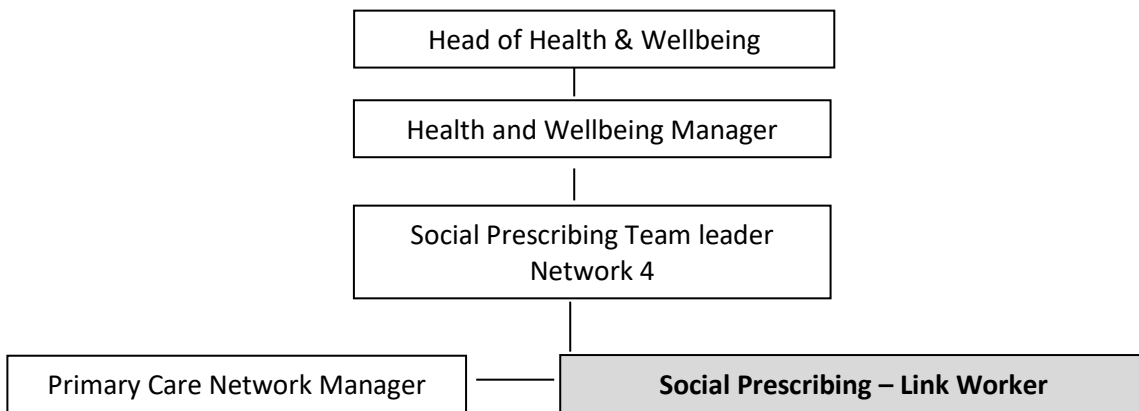 Head of Health & Wellbeing
Health and Wellbeing Manager
Social Prescribing Team leader
Network 4
Primary Care Network Manager
Social Prescribing – Link Worker